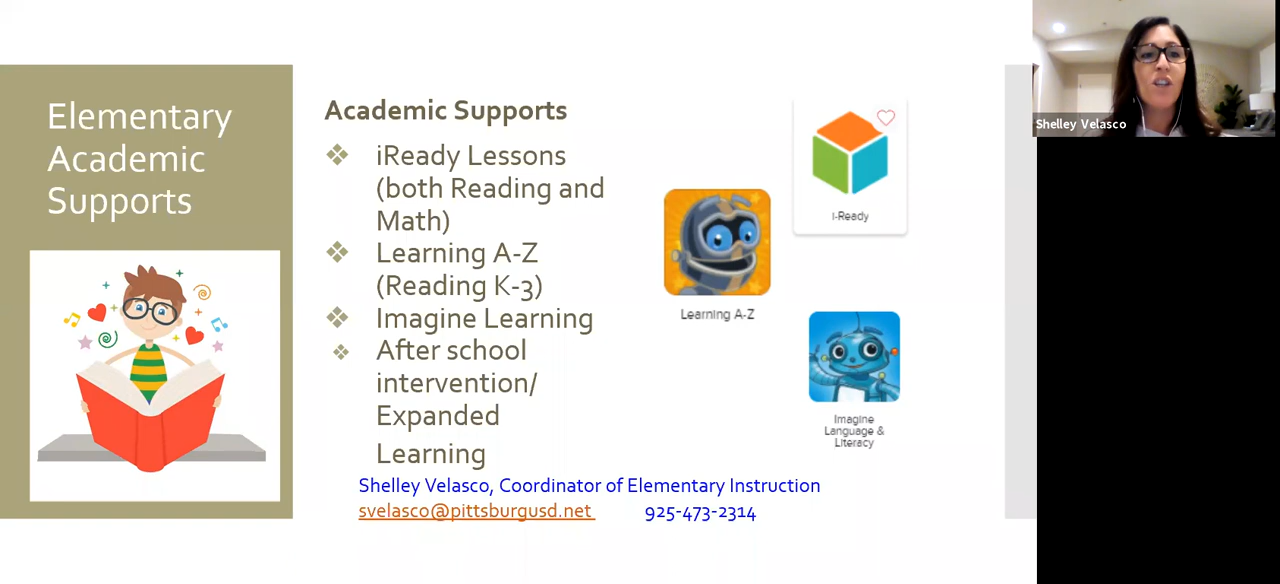 Elementary
Academic
Supports
Academic Supports
❖ iReady Lessons
(both Reading and
Math)
❖ Learning A-Z
(Reading K-3)
❖ Imagine Learning
❖ After school
intervention/
Expanded
Learning
Shelley Velasco, Coordinator of Elementary Instruction
svelasco@pittsburgusd.net 925-473-2314
i-Ready
Learning A-Z
Imagine
Language &
Literacy
Shelley Velasco